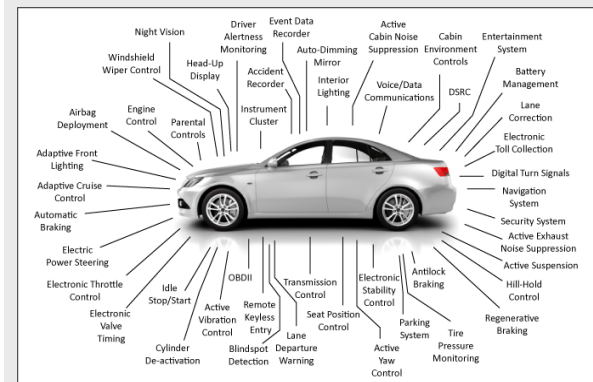 Night Vision
Driver
Alertness
Monitoring
Event Data
Recorder
Active
Cabin Noise
Suppression
Cabin
Environment
Controls
Entertainment
System
Windshield
Wiper Control
Head-Up
Display
Accident
Recorder
Auto-Dimming
Mirror
Interior
Lighting
Voice/Data
Communications
DSRC
Battery
Management
Lane
Correction
Airbag
Deployment
Engine
Control
Parental
Controls
Instrument
Cluster
Electronic
Toll Collection
Adaptive Front
Lighting
Digital Turn Signals
Adaptive Cruise
Control
Navigation
System
Automatic
Braking
Security System
Electric
Power Steering
Active Exhaust
Noise Suppression
Active Suspension
Electronic Throttle
Control
Idle
Stop/Start
OBDII
Transmission
Control
Electronic
Stability
Control
Antilock
Braking
Hill-Hold
Control
Electronic
Valve
Timing
Active
Vibration
Control
Remote
Keyless
Entry
Seat Position
Control
Parking
System
Regenerative
Braking
Cylinder
De-activation
Blindspot
Detection
Lane
Departure
Warning
Active
Yaw
Control
Tire
Pressure
Monitoring